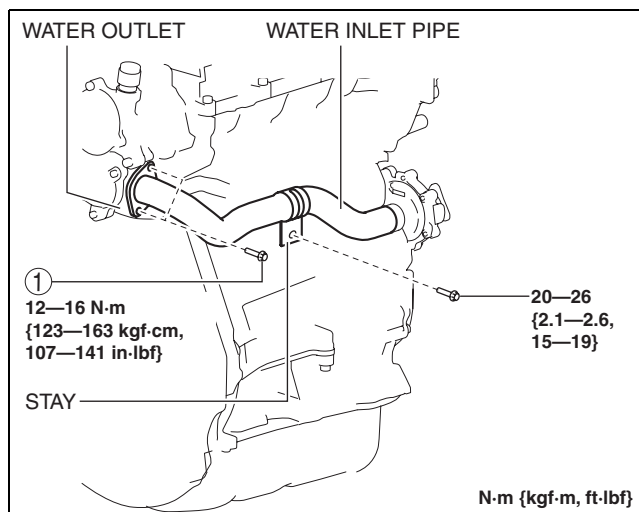 WATER OUTLET
WATER INLET PIPE
1
12—16 N·m
{123—163 kgf·cm,
107—141 in·lbf}
20—26
{2.1—2.6,
15—19}
STAY
N·m {kgf·m, ft·lbf}